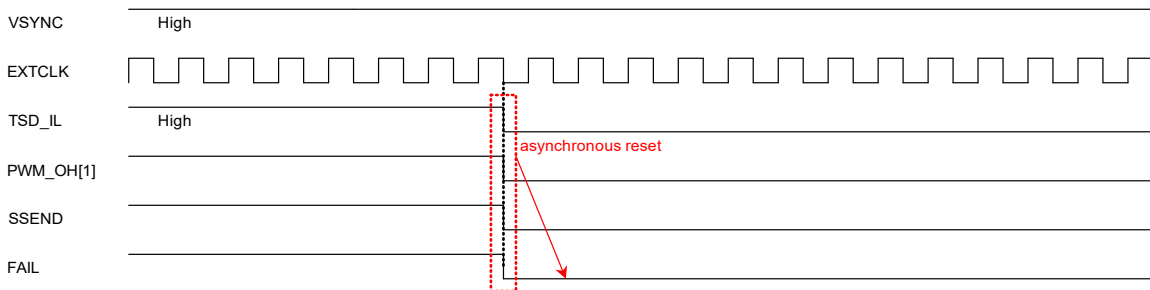 VSYNC High
EXTCLK
TSD_IL High
asynchronous reset
PWM_OH[1]
SSEND
FAIL